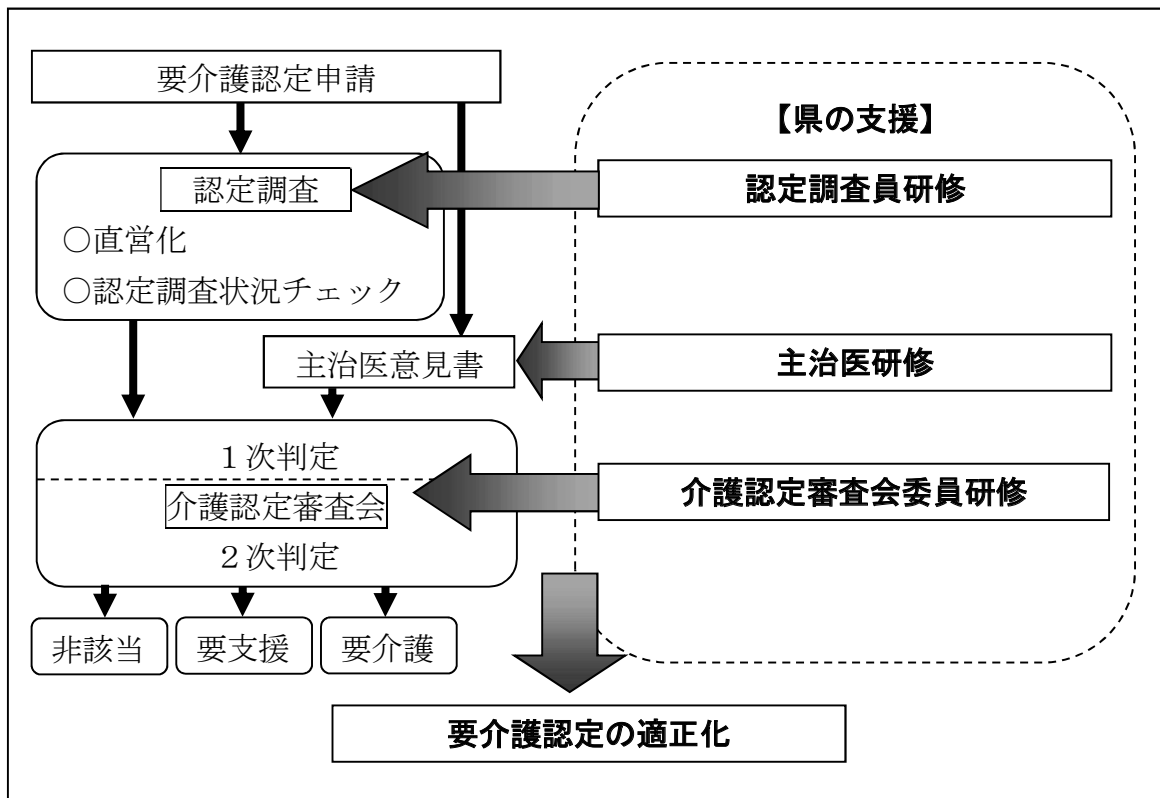 要介護認定申請
【県の支援】
認定調査
認定調査員研修
○直営化
○認定調査状況チェック
主治医意見書
主治医研修
１次判定
介護認定審査会
介護認定審査会委員研修
２次判定
非該当
要支援
要介護
要介護認定の適正化